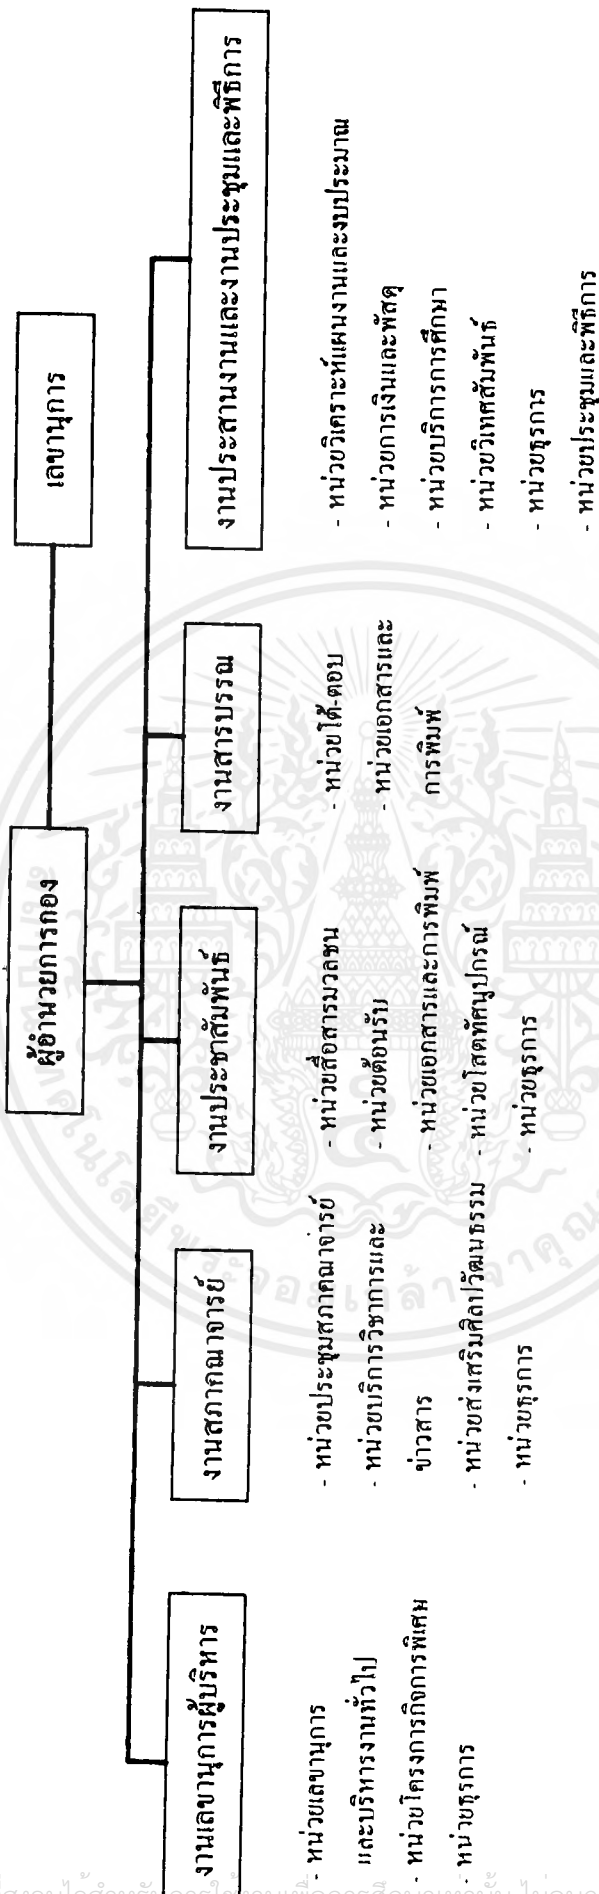 ผู้อำนวยการกอง
เลขานุการ
งานเลขานุการผู้บริหาร
- หน่วยเลขานุการ
และบริหารงานทั่วไป
- หน่วยโครงการกิจการพิเศษ
- หน่วยธุรการ
งานสภาคณาจารย์
- หน่วยประชุมสภาคณาจารย์
- หน่วยบริการวิชาการและ
ข่าวสาร
- หน่วยส่งเสริมศิลปวัฒนธรรม
- หน่วยธุรการ
งานประชาสัมพันธ์
- หน่วยสื่อสารมวลชน
- หน่วยต้อนรับ
- หน่วยเอกสารและการพิมพ์
- หน่วยโสตทัศนูปกรณ์
- หน่วยธุรการ
งานสารบรรณ
- หน่วยโต้-ตอบ
- หน่วยเอกสารและ
การพิมพ์
งานประสานงานและงานประชุมและพิธีการ
- หน่วยวิเคราะห์แผนงานและงบประมาณ
- หน่วยการเงินและพัสดุ
- หน่วยบริการการศึกษา
- หน่วยวิเทศสัมพันธ์
- หน่วยธุรการ
- หน่วยประชุมและพิธีการ